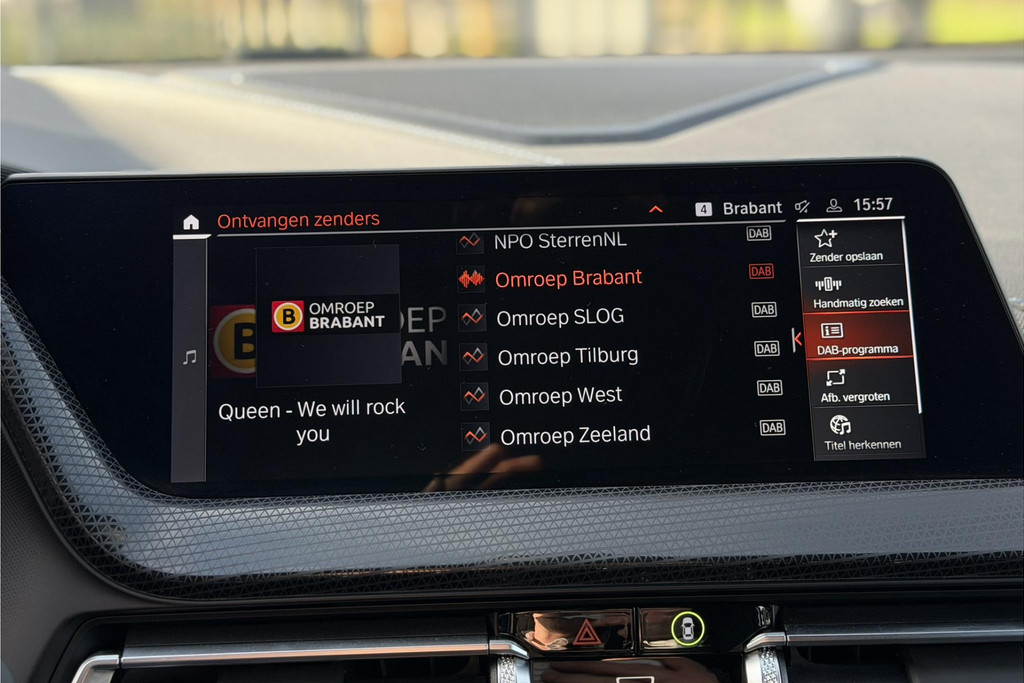 Ontvangen zenders
4 Brabant 15:57
B OMROEP
BRABANT
B OEP
AN
Queen - We will rock
you
NPO SterrenNL DAB
Omroep Brabant DAB
Omroep SLOG DAB
Omroep Tilburg DAB
Omroep West DAB
Omroep Zeeland DAB
Zender opslaan
Handmatig zoeken
DAB-programma
Afb. vergroten
Titel herkennen